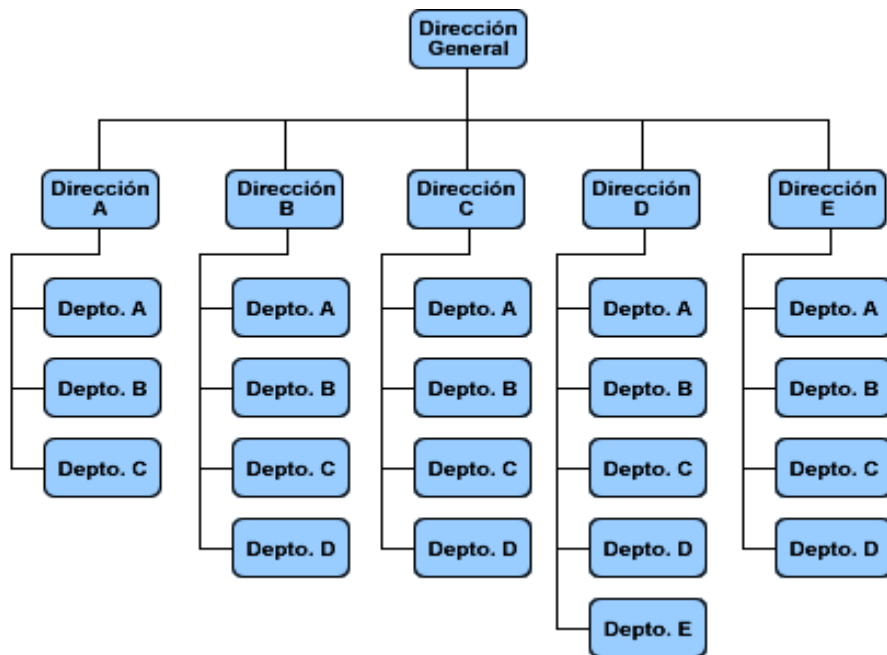 Dirección
General
Dirección
A
Dirección
B
Dirección
C
Dirección
D
Dirección
E
Depto. A
Depto. B
Depto. C
Depto. A
Depto. B
Depto. C
Depto. D
Depto. A
Depto. B
Depto. C
Depto. D
Depto. A
Depto. B
Depto. C
Depto. D
Depto. E
Depto. A
Depto. B
Depto. C
Depto. D